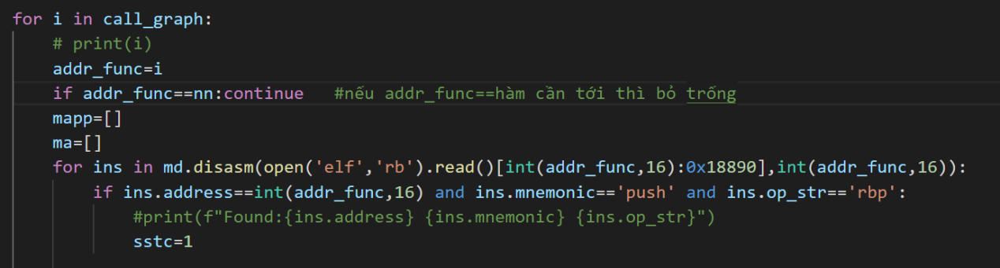 for i in call_graph:
# print(i)
addr_func=i
if addr_func==nn:continue   #nếu addr_func==hàm cần tới thì bỏ trống
mapp=[]
ma=[]
for ins in md.disasm(open('elf','rb').read()[int(addr_func,16):0x18890],int(addr_func,16)):
if ins.address==int(addr_func,16) and ins.mnemonic=='push' and ins.op_str=='rbp':
#print(f"Found:{ins.address} {ins.mnemonic} {ins.op_str}")
sstc=1